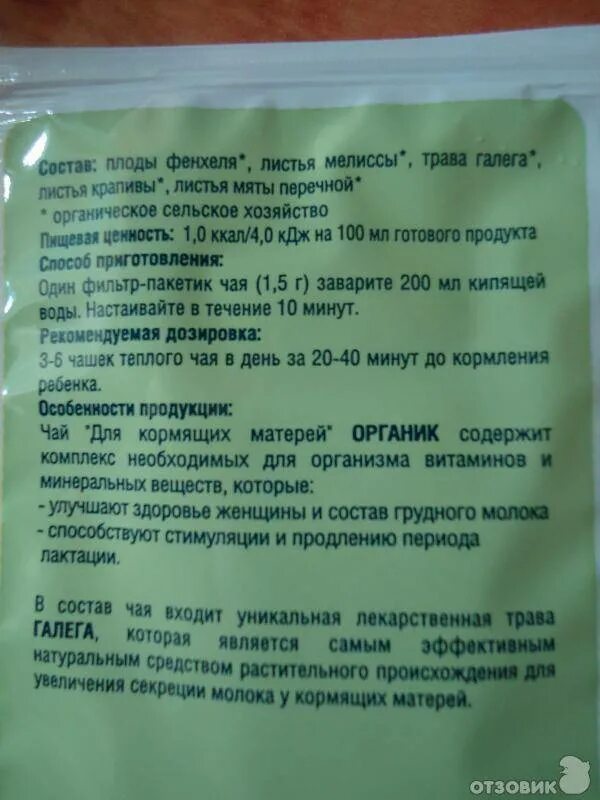 Состав: плоды фенхеля*, листья мелиссы*, трава галега*,
листья крапивы*, листья мяты перечной*
* органическое сельское хозяйство
Пищевая ценность: 1,0 ккал/4,0 кДж на 100 мл готового продукта
Способ приготовления:
Один фильтр-пакетик чая (1,5 г) заварите 200 мл кипящей
воды. Настаивайте в течение 10 минут.
Рекомендуемая дозировка:
3-6 чашек теплого чая в день за 20-40 минут до кормления
ребенка.
Особенности продукции:
Чай "Для кормящих матерей" ОРГАНИК содержит
комплекс необходимых для организма витаминов и
минеральных веществ, которые:
- улучшают здоровье женщины и состав грудного молока
- способствуют стимуляции и продлению периода
лактации.
В состав чая входит уникальная лекарственная трава
ГАЛЕГА, которая является самым эффективным
натуральным средством растительного происхождения для
увеличения секреции молока у кормящих матерей.
ОТЗОВИК